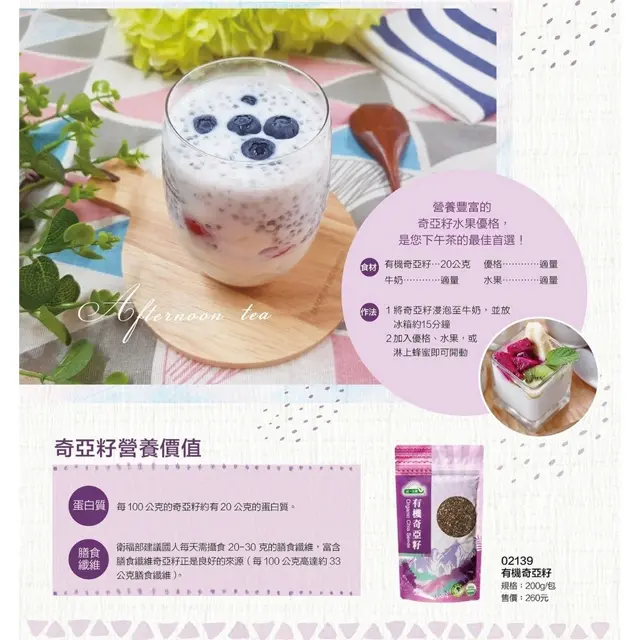 Afternoon tea
營養豐富的
奇亞籽水果優格，
是您下午茶的最佳首選！
食材 有機奇亞籽…20公克 優格…………適量
牛奶…………適量 水果…………適量
作法 1 將奇亞籽浸泡至牛奶，並放
冰箱約15分鐘
2 加入優格、水果，或
淋上蜂蜜即可開動
奇亞籽營養價值
蛋白質 每 100 公克的奇亞籽約有 20 公克的蛋白質。
膳食
纖維
衛福部建議國人每天需攝食 20-30 克的膳食纖維，富含
膳食纖維奇亞籽正是良好的來源（每 100 公克高達約 33
公克膳食纖維）。
有機奇亞籽
Organic Chia Seeds
02139
有機奇亞籽
規格：200g/包
售價：260元